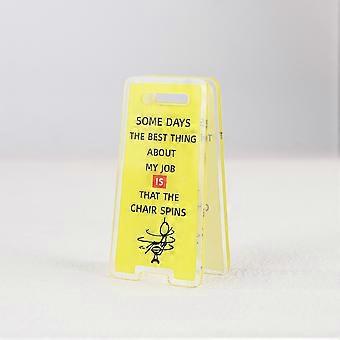 SOME DAYS
THE BEST THING
ABOUT
MY JOB
IS
THAT THE
CHAIR SPINS